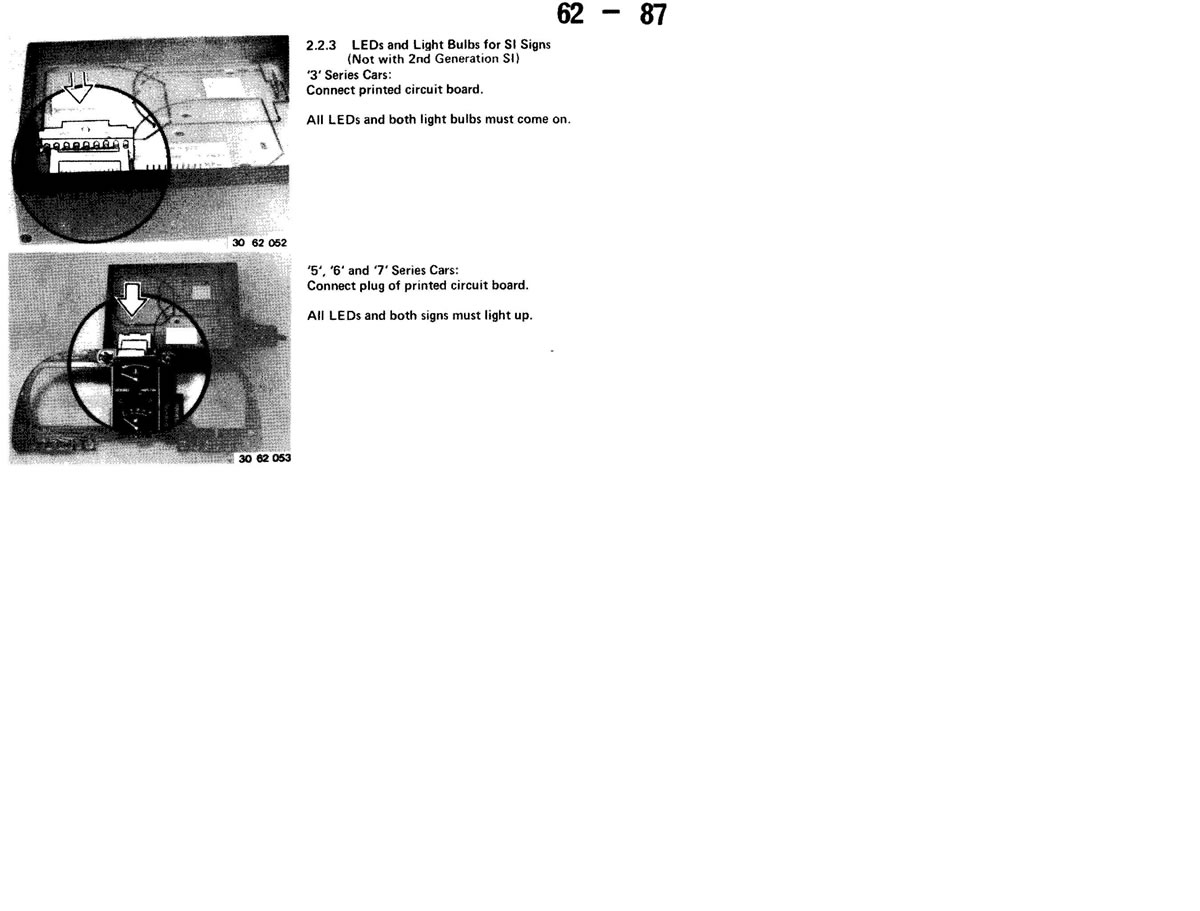 62 - 87
2.2.3 LEDs and Light Bulbs for SI Signs
(Not with 2nd Generation SI)
'3' Series Cars:
Connect printed circuit board.
All LEDs and both light bulbs must come on.
30 62 052
'5', '6' and '7' Series Cars:
Connect plug of printed circuit board.
All LEDs and both signs must light up.
30 62 053